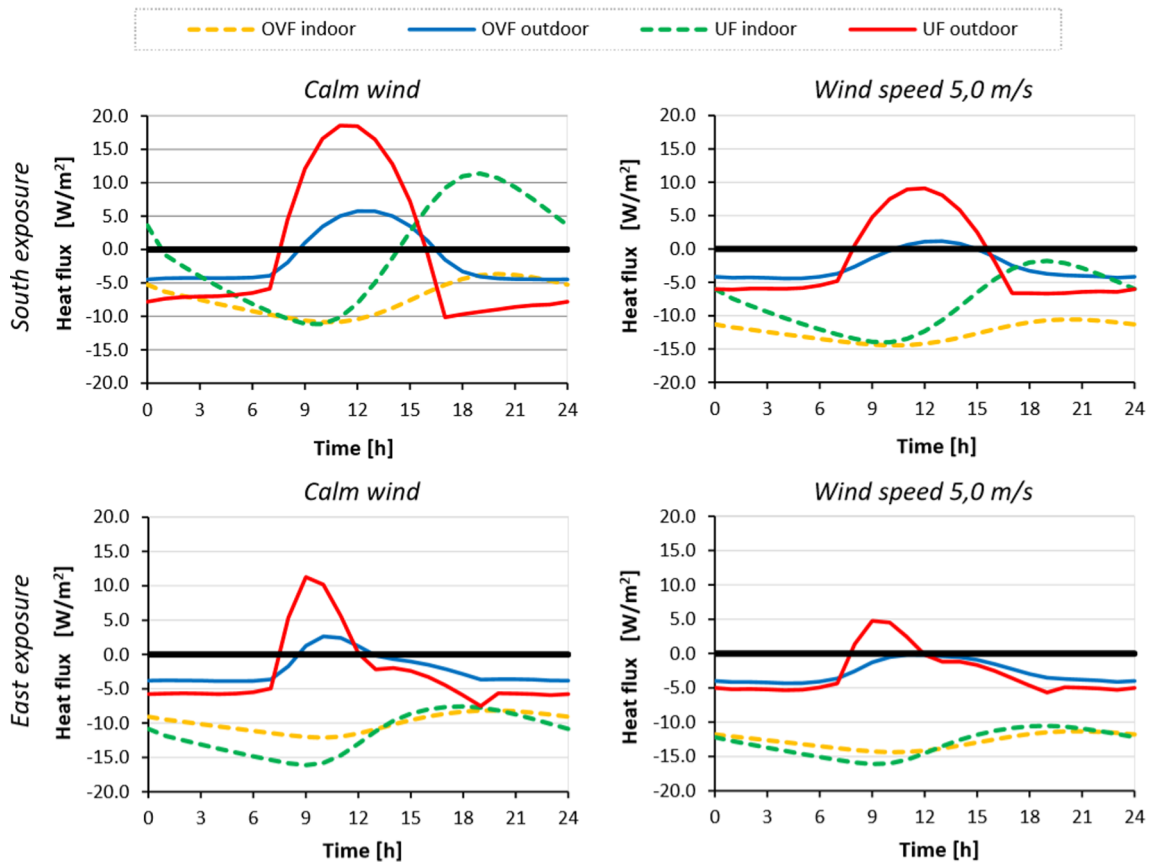 OVF indoor OVF outdoor UF indoor UF outdoor
Calm wind
South exposure
Heat flux [W/m²]
20.0
15.0
10.0
5.0
0.0
-5.0
-10.0
-15.0
-20.0
0 3 6 9 12 15 18 21 24
Time [h]
Wind speed 5,0 m/s
Heat flux [W/m²]
20.0
15.0
10.0
5.0
0.0
-5.0
-10.0
-15.0
-20.0
0 3 6 9 12 15 18 21 24
Time [h]
Calm wind
East exposure
Heat flux [W/m²]
20.0
15.0
10.0
5.0
0.0
-5.0
-10.0
-15.0
-20.0
0 3 6 9 12 15 18 21 24
Time [h]
Wind speed 5,0 m/s
Heat flux [W/m²]
20.0
15.0
10.0
5.0
0.0
-5.0
-10.0
-15.0
-20.0
0 3 6 9 12 15 18 21 24
Time [h]